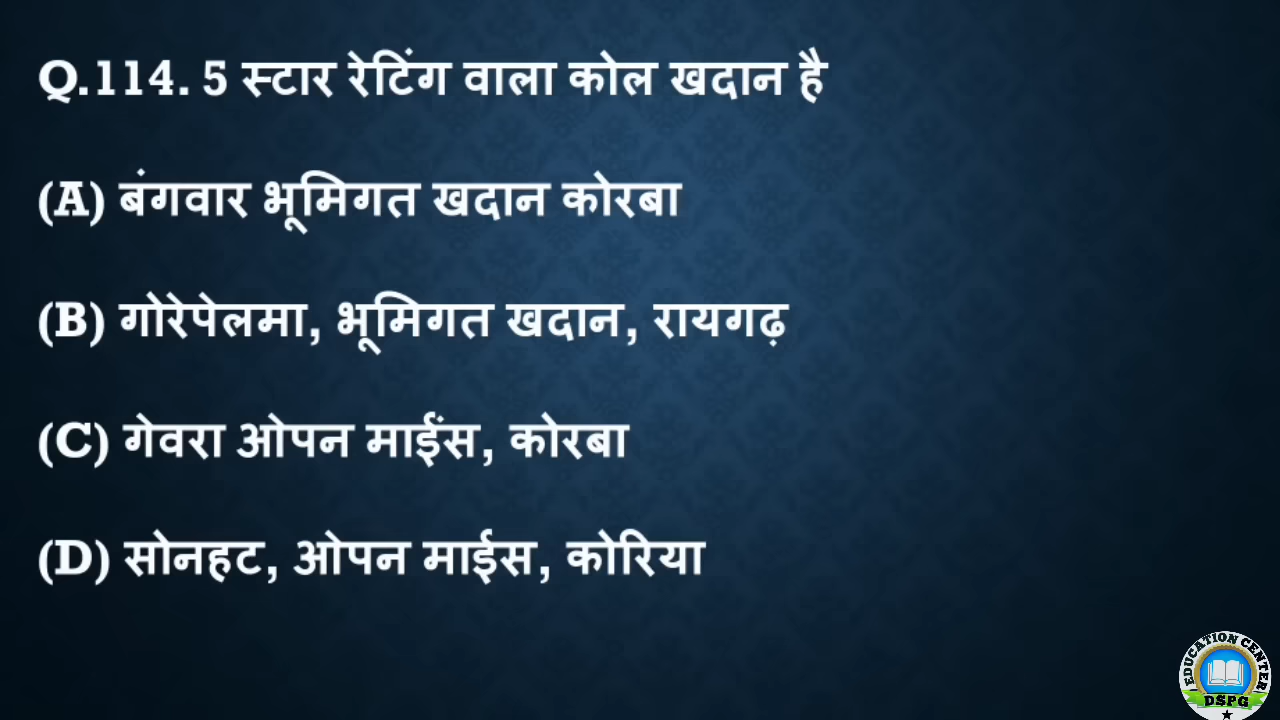 Q.114. 5 स्टार रेटिंग वाला कोल खदान है
(A) बंगवार भूमिगत खदान कोरबा
(B) गोरेपेलमा, भूमिगत खदान, रायगढ़
(C) गेवरा ओपन माईंस, कोरबा
(D) सोनहट, ओपन माईस, कोरिया
EDUCATION CENTER
DSPG